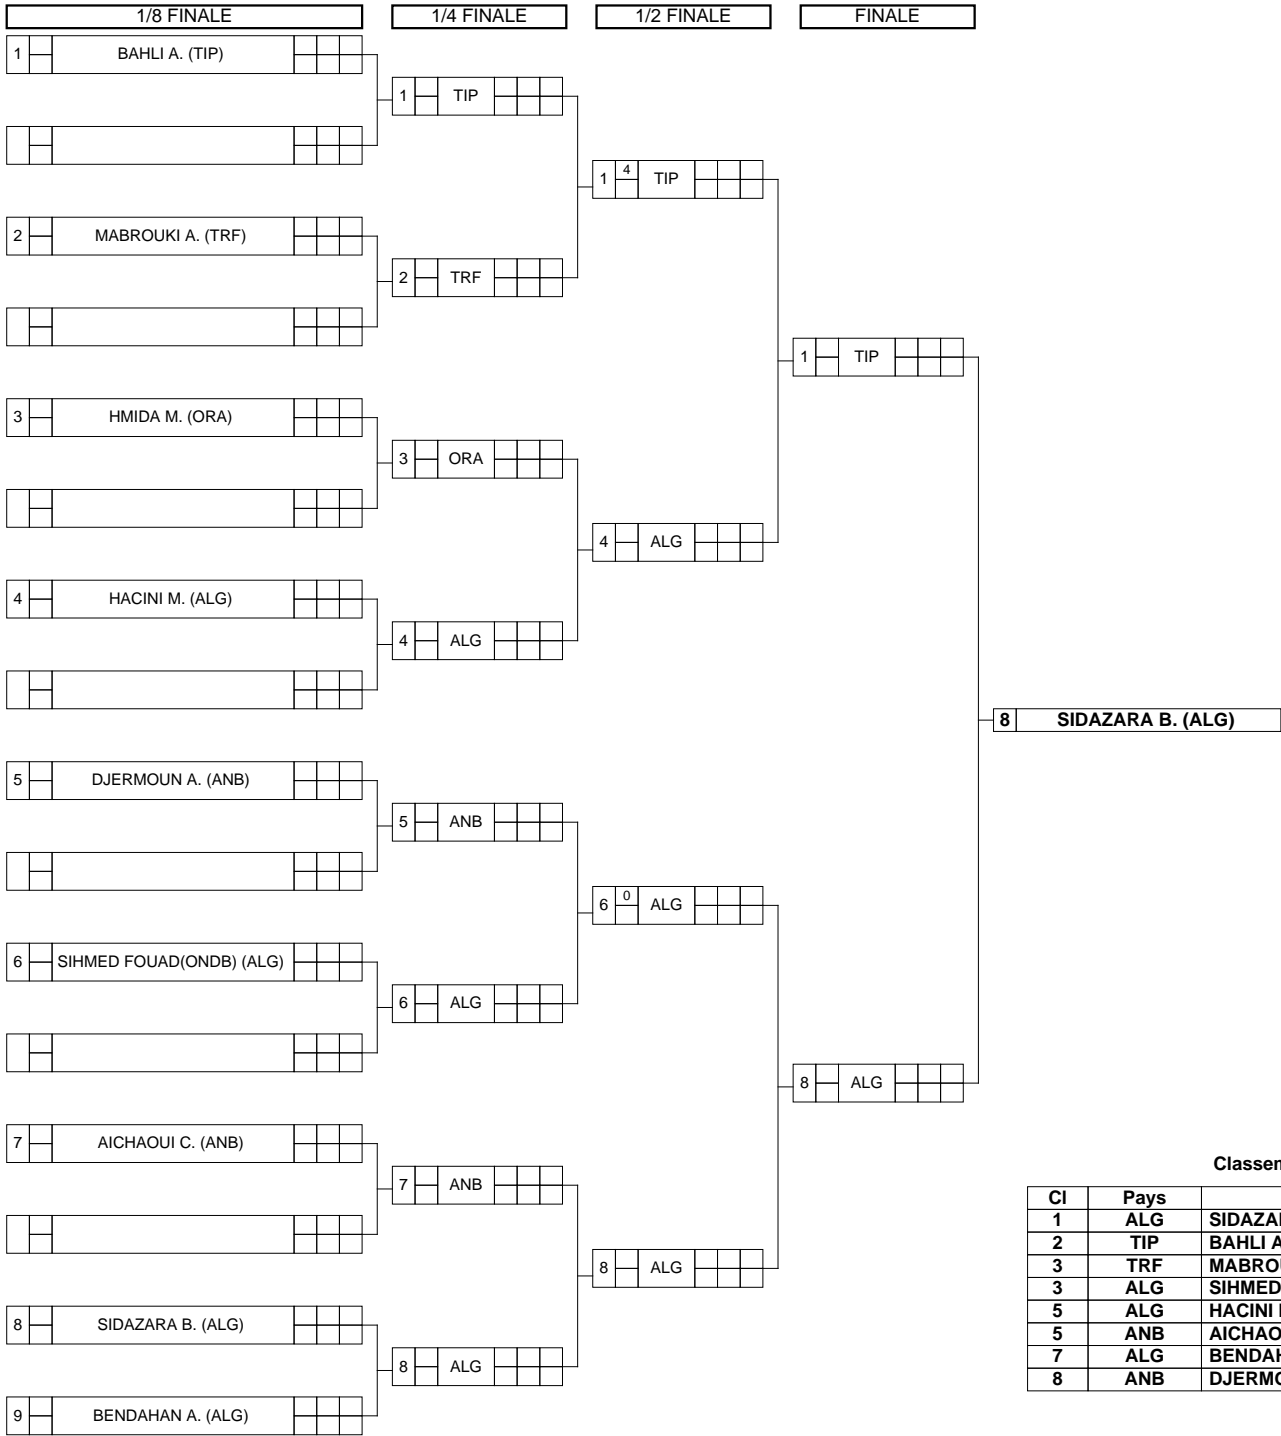 1/8 FINALE 1/4 FINALE 1/2 FINALE FINALE
1 BAHLI A. (TIP)
1 TIP
1 4 TIP
2 MABROUKI A. (TRF)
2 TRF
1 TIP
3 HMIDA M. (ORA)
3 ORA
4 ALG
4 HACINI M. (ALG)
4 ALG
8 SIDAZARA B. (ALG)
5 DJERMOUN A. (ANB)
5 ANB
6 0 ALG
6 SIHMED FOUAD(ONDB) (ALG)
6 ALG
8 ALG
7 AICHAOUI C. (ANB)
7 ANB
8 ALG
8 SIDAZARA B. (ALG)
8 ALG
9 BENDAHAN A. (ALG)
Cl Pays
1 ALG
2 TIP BAHLI A
3 TRF
3 ALG SIHMED
5 ALG HACINI
5 ANB
7 ALG
8 ANB